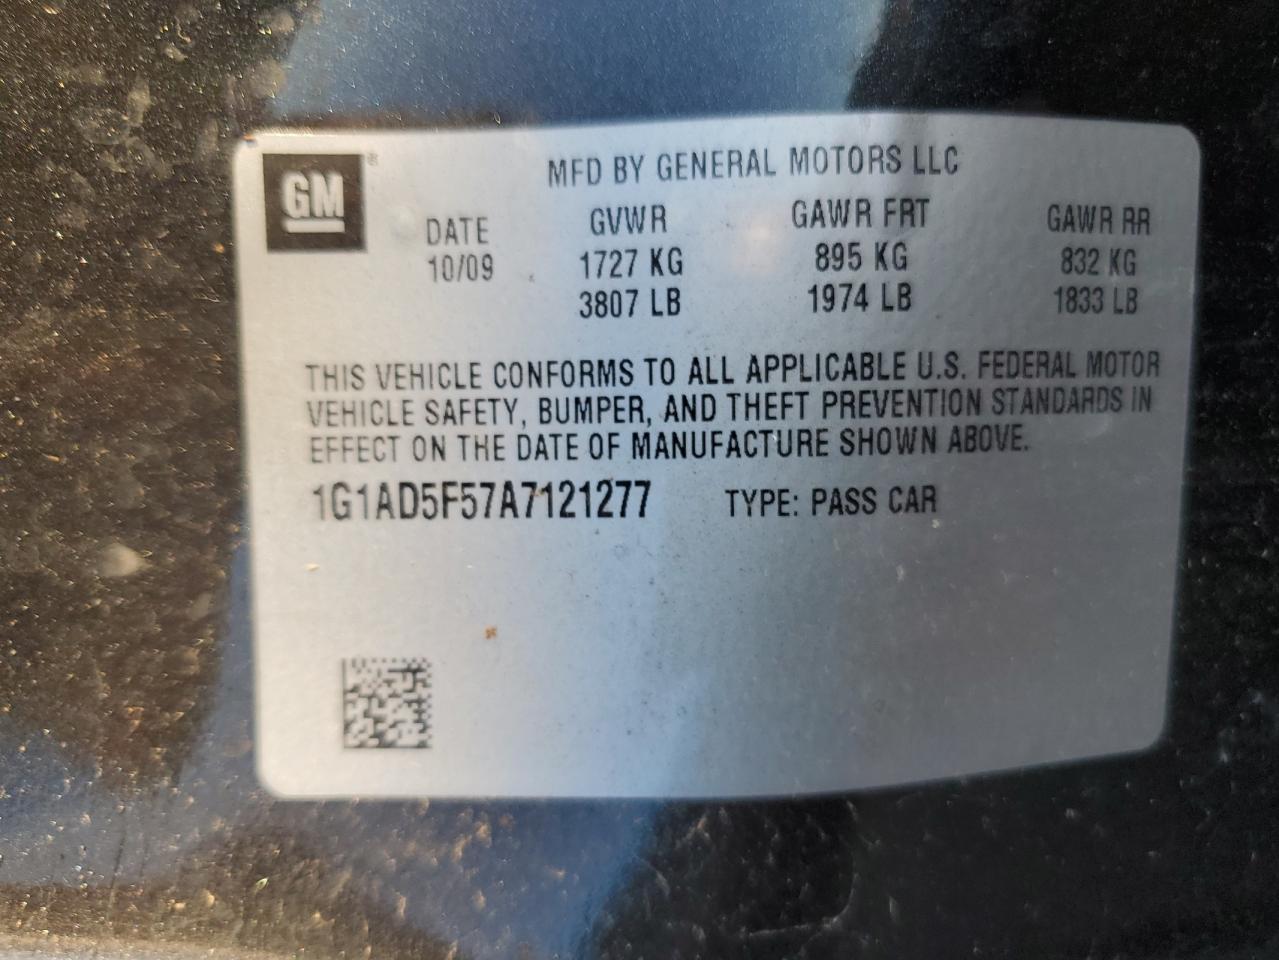 GM®
MFD BY GENERAL MOTORS LLC
DATE GVWR GAWR FRT GAWR RR
10/09 1727 KG 895 KG 832 KG
3807 LB 1974 LB 1833 LB
THIS VEHICLE CONFORMS TO ALL APPLICABLE U.S. FEDERAL MOTOR
VEHICLE SAFETY, BUMPER, AND THEFT PREVENTION STANDARDS IN
EFFECT ON THE DATE OF MANUFACTURE SHOWN ABOVE.
1G1AD5F57A7121277 TYPE: PASS CAR